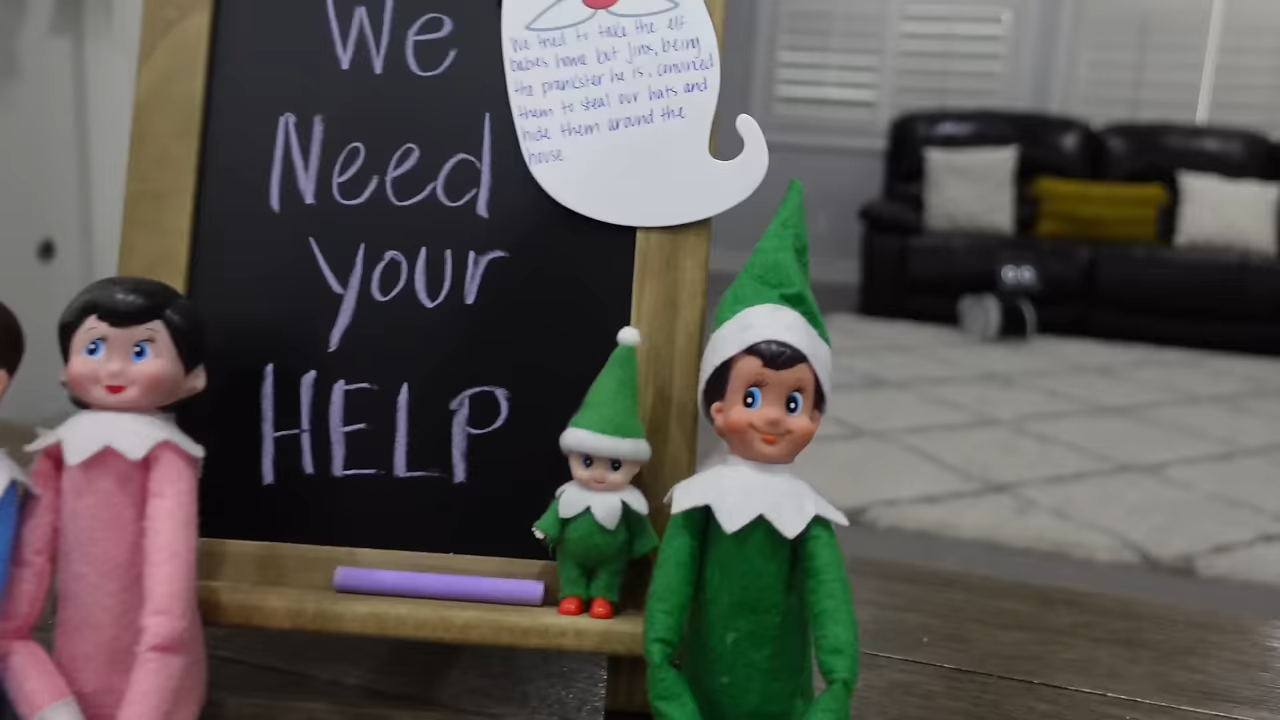 We
Need
your
HELP
We tried to take the elf
babies home but Jinx, being
the prankster he is, convinced
them to steal our hats and
hide them around the
house